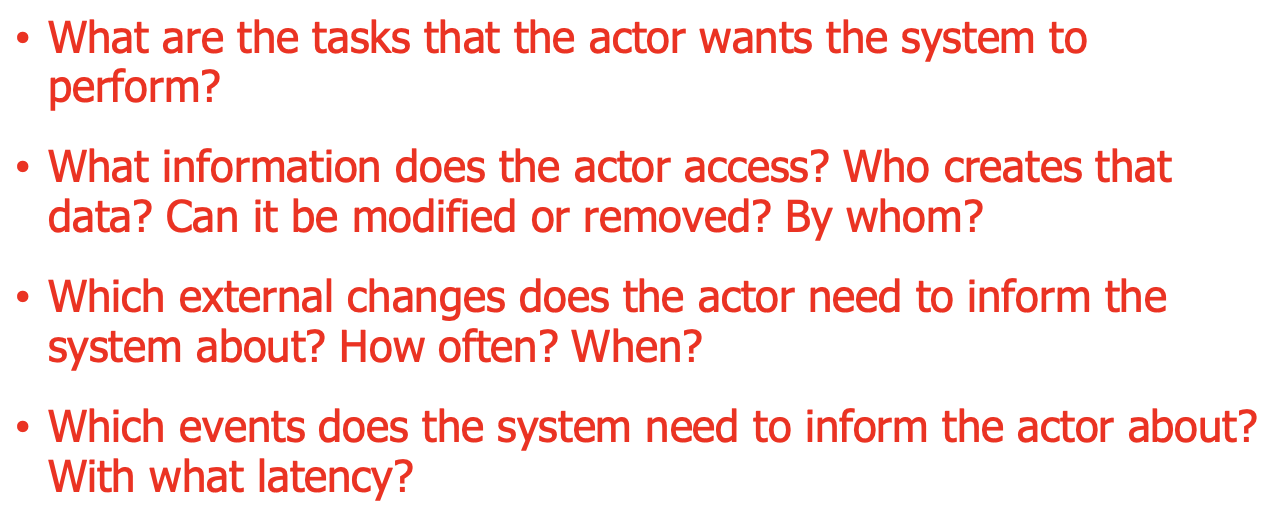 • What are the tasks that the actor wants the system to
perform?
• What information does the actor access? Who creates that
data? Can it be modified or removed? By whom?
• Which external changes does the actor need to inform the
system about? How often? When?
• Which events does the system need to inform the actor about?
With what latency?